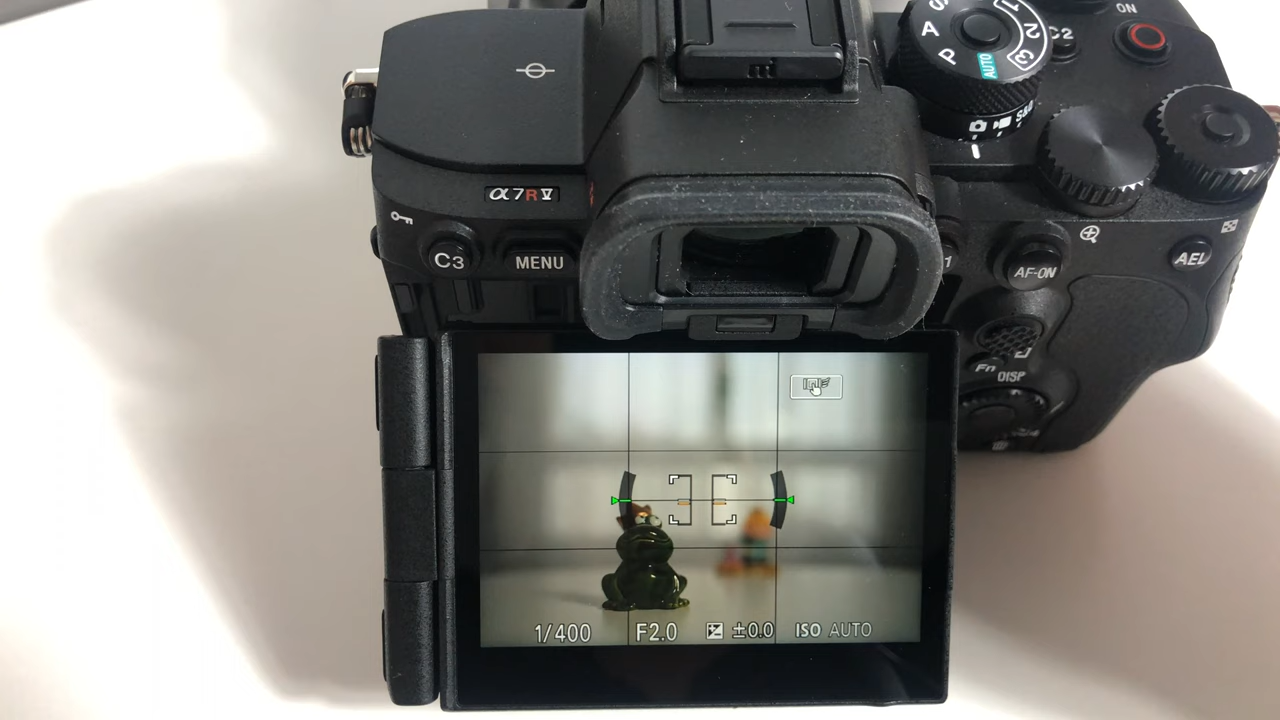 ON
S
A
P
AUTO
1
2
3
C2
S&Q
α7RV
C3
MENU
1
AF-ON
AEL
Fn
DISP
1/400
F2.0
±0.0
ISO AUTO